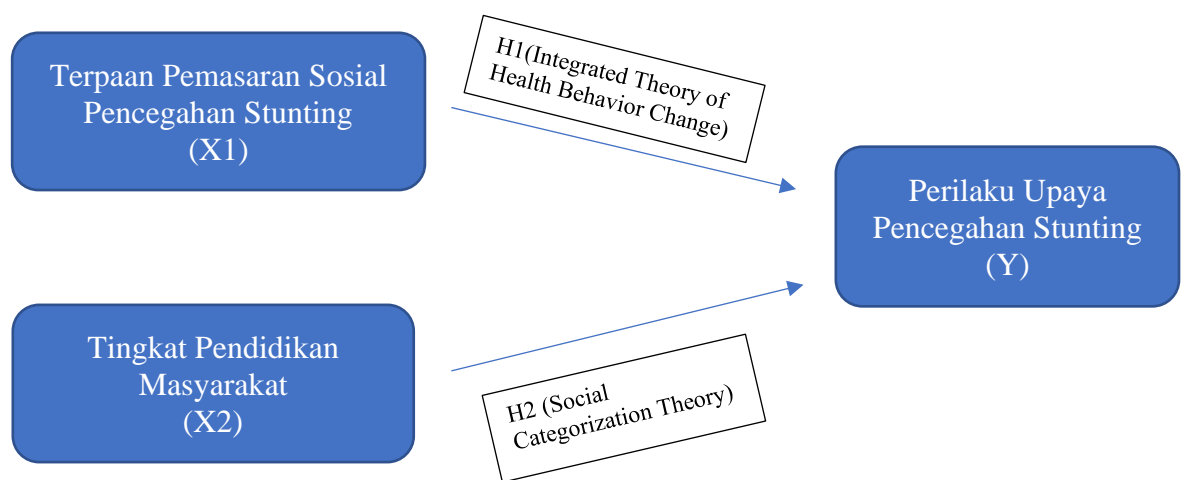 Terpaan Pemasaran Sosial
Pencegahan Stunting
(X1)
H1(Integrated Theory of
Health Behavior Change)
Perilaku Upaya
Pencegahan Stunting
(Y)
Tingkat Pendidikan
Masyarakat
(X2)
H2 (Social
Categorization Theory)